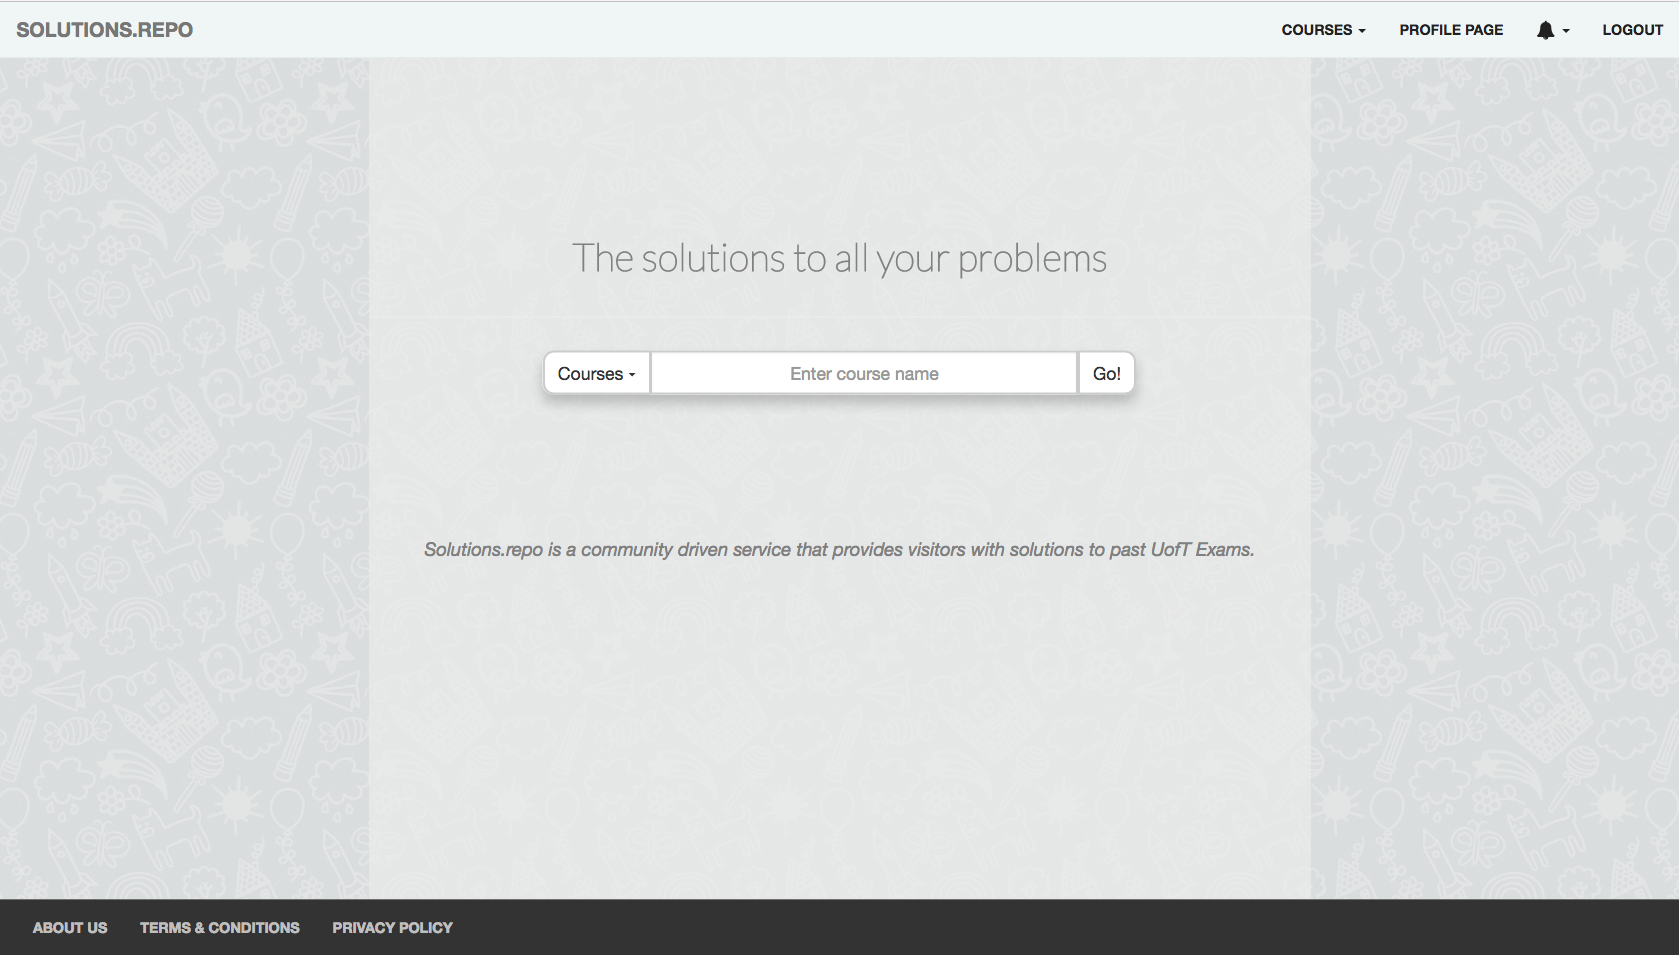 SOLUTIONS.REPO
COURSES
PROFILE PAGE
LOGOUT
The solutions to all your problems
Courses
Enter course name
Go!
Solutions.repo is a community driven service that provides visitors with solutions to past UofT Exams.
ABOUT US
TERMS & CONDITIONS
PRIVACY POLICY